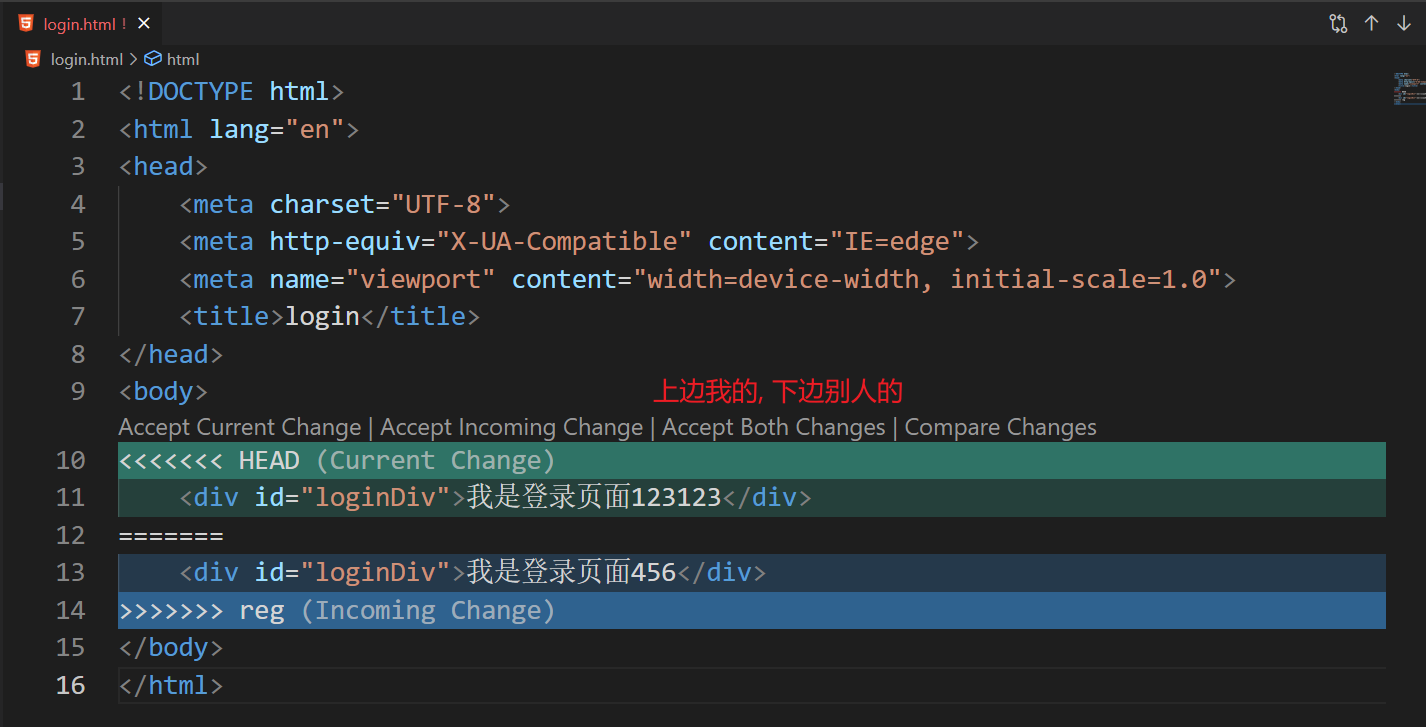 login.html !
login.html > html
1 <!DOCTYPE html>
2 <html lang="en">
3 <head>
4 <meta charset="UTF-8">
5 <meta http-equiv="X-UA-Compatible" content="IE=edge">
6 <meta name="viewport" content="width=device-width, initial-scale=1.0">
7 <title>login</title>
8 </head>
9 <body>
上边我的, 下边别人的
Accept Current Change | Accept Incoming Change | Accept Both Changes | Compare Changes
10 <<<<<<< HEAD (Current Change)
11 <div id="loginDiv">我是登录页面123123</div>
12 =======
13 <div id="loginDiv">我是登录页面456</div>
14 >>>>>>> reg (Incoming Change)
15 </body>
16 </html>